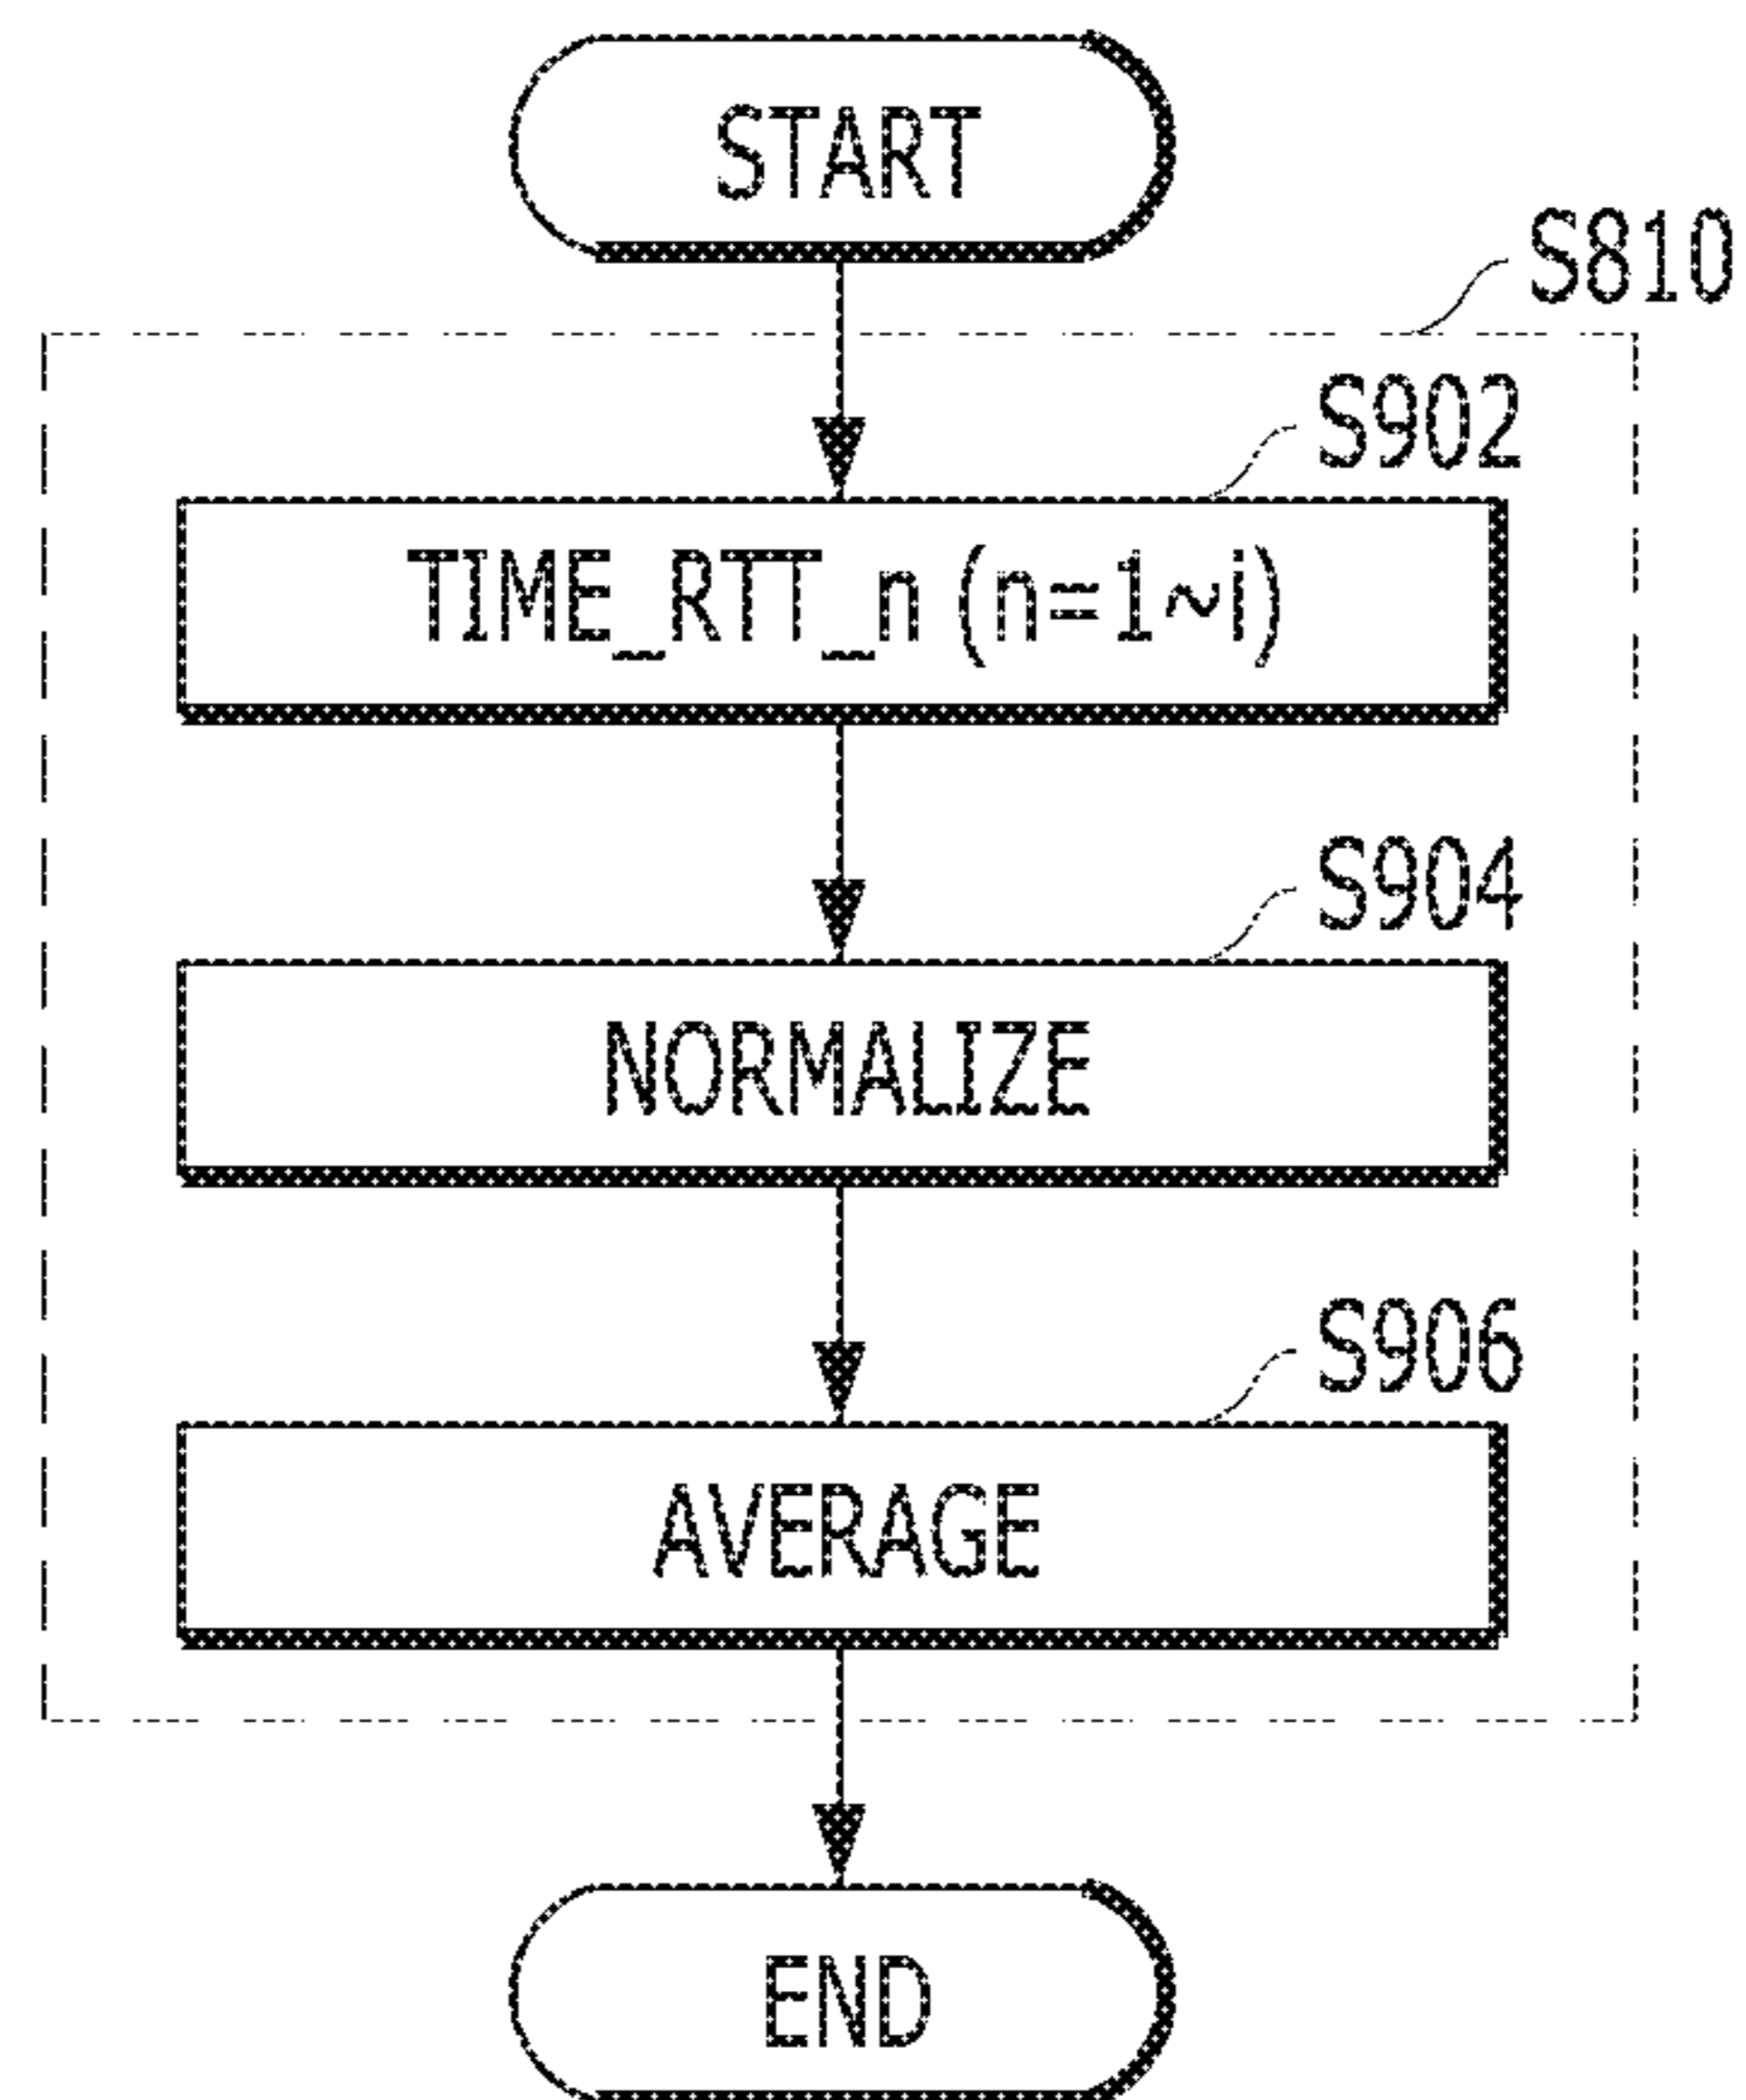 START
S810
S902
TIME_RTT_n (n=1~i)
S904
NORMALIZE
S906
AVERAGE
END